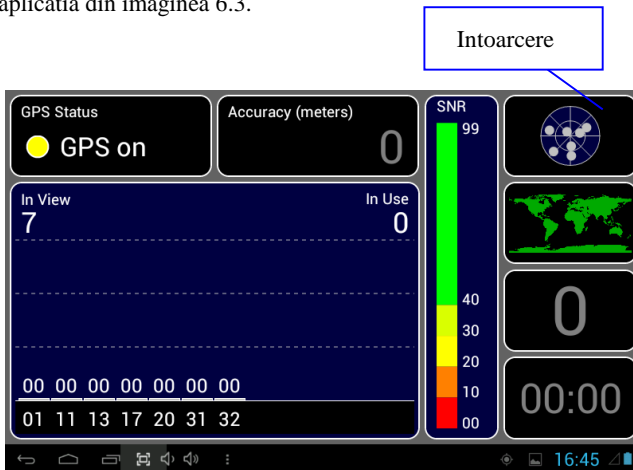 aplicatia din imaginea 6.3.
Intoarcere
GPS Status
GPS on
Accuracy (meters)
0
SNR
99
40
30
20
10
00
In View
7
In Use
0
00 00 00 00 00 00 00
01 11 13 17 20 31 32
0
00:00
16:45